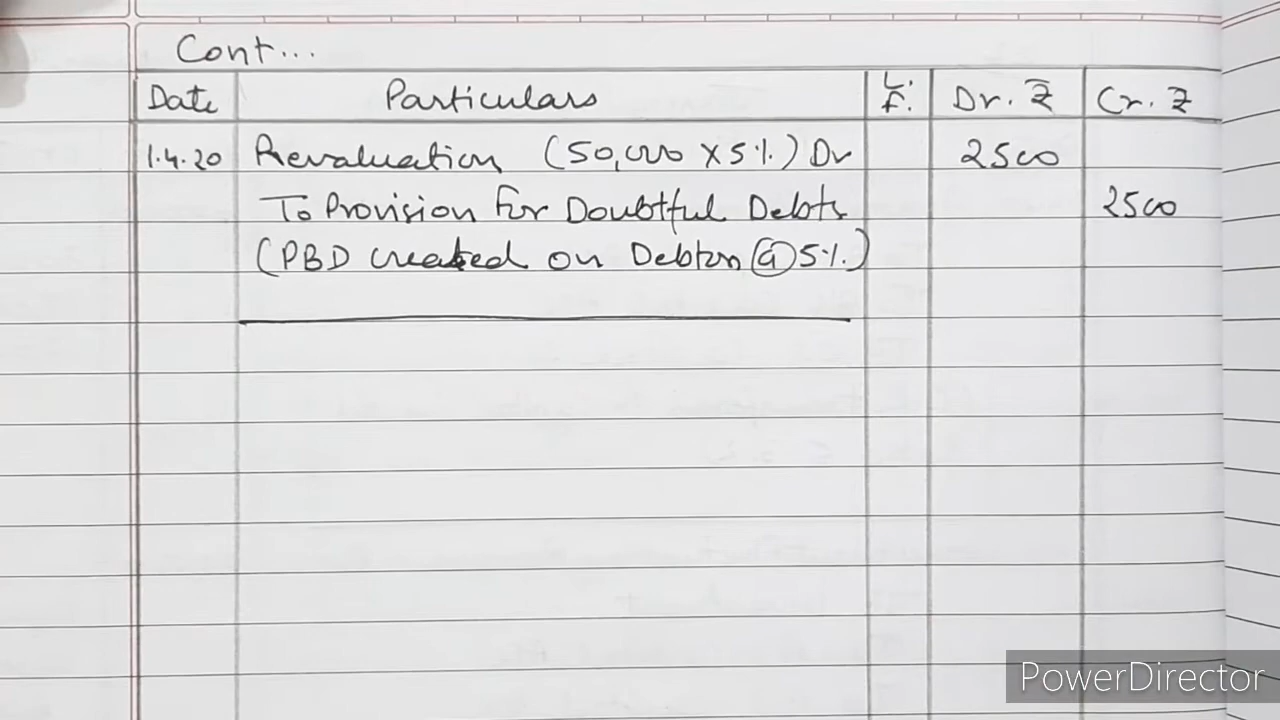 Cont...
Date Particulars L.F. Dr. ₹ Cr. ₹
1.4.20 Revaluation (50,000 X 5%) Dr 2500
To Provision for Doubtful Debts 2500
(PBD created on Debtors @ 5%)
PowerDirector